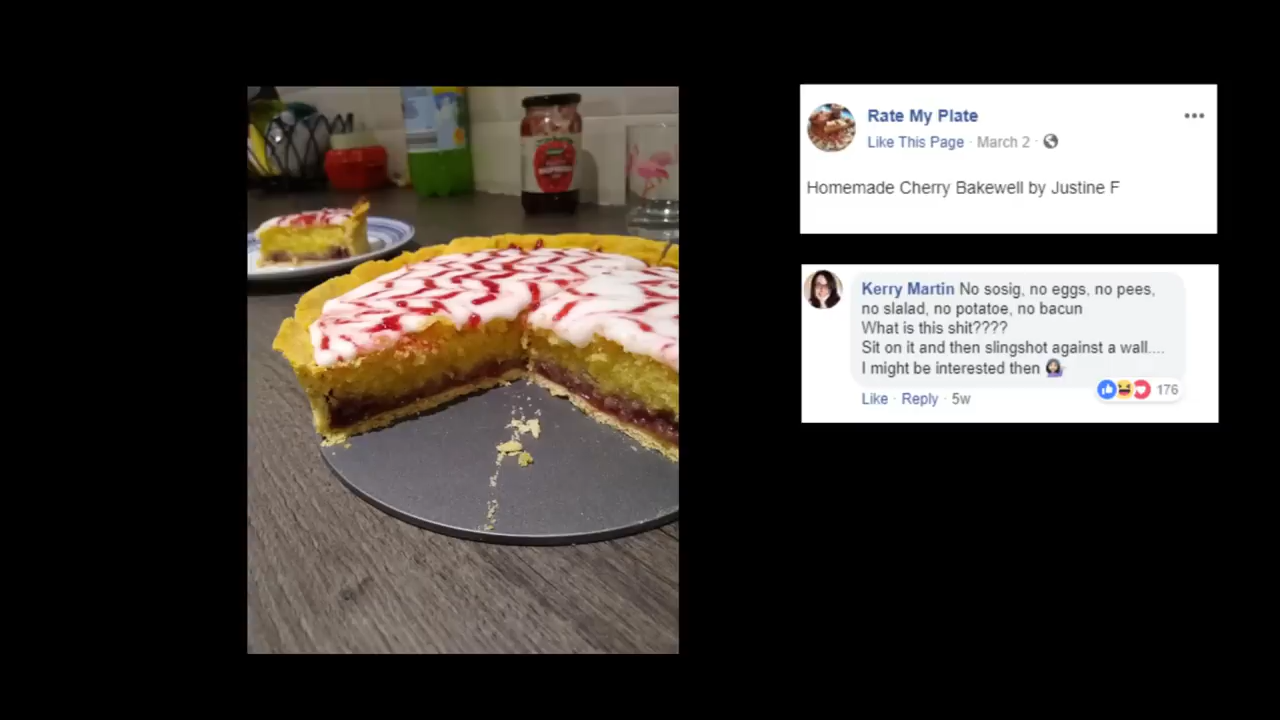 Rate My Plate
Like This Page · March 2 ·
Homemade Cherry Bakewell by Justine F
Kerry Martin No sosig, no eggs, no pees,
no slalad, no potatoe, no bacun
What is this shit????
Sit on it and then slingshot against a wall....
I might be interested then 🤷🏻‍♀️
176
Like · Reply · 5w